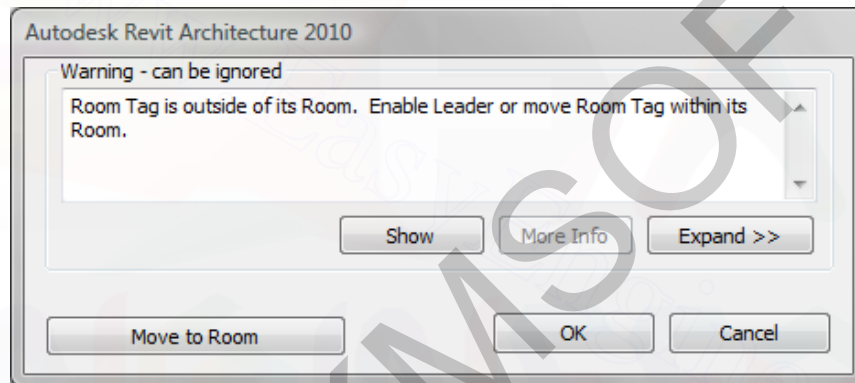 Autodesk Revit Architecture 2010
Warning - can be ignored
Room Tag is outside of its Room.  Enable Leader or move Room Tag within its
Room.
Show
More Info
Expand >>
Move to Room
OK
Cancel